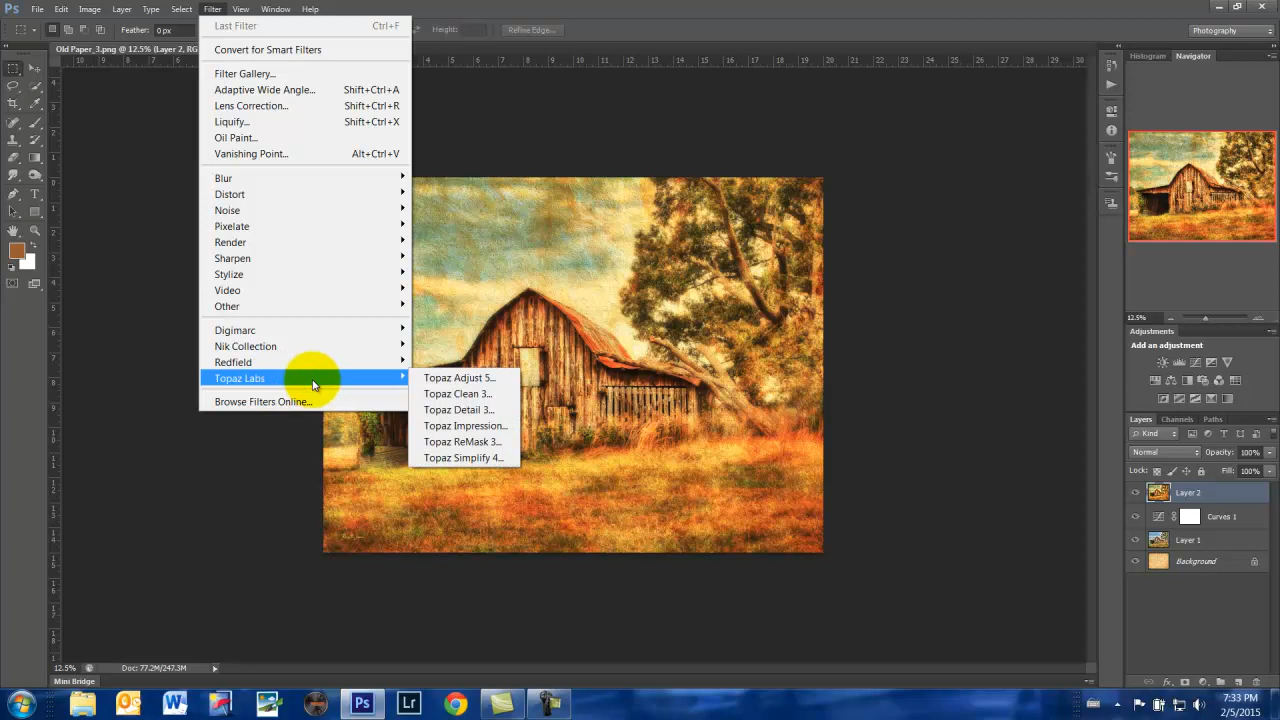 Ps File Edit Image Layer Type Select Filter View Window Help
Feather: 0 px Height: Refine Edge... Photography
Old Paper_3.png @ 12.5% (Layer 2, RG
Last Filter Ctrl+F
Convert for Smart Filters
Filter Gallery...
Adaptive Wide Angle... Shift+Ctrl+A
Lens Correction... Shift+Ctrl+R
Liquify... Shift+Ctrl+X
Oil Paint...
Vanishing Point... Alt+Ctrl+V
Blur
Distort
Noise
Pixelate
Render
Sharpen
Stylize
Video
Other
Digimarc
Nik Collection
Redfield
Topaz Labs
Browse Filters Online...
Topaz Adjust 5...
Topaz Clean 3...
Topaz Detail 3...
Topaz Impression...
Topaz ReMask 3...
Topaz Simplify 4...
Histogram Navigator
12.5%
Adjustments
Add an adjustment
Layers Channels Paths
Kind
Normal Opacity: 100%
Lock: Fill: 100%
Layer 2
Curves 1
Layer 1
Background
12.5% Doc: 77.2M/247.3M
Mini Bridge
Ps Lr
7:33 PM
2/5/2015